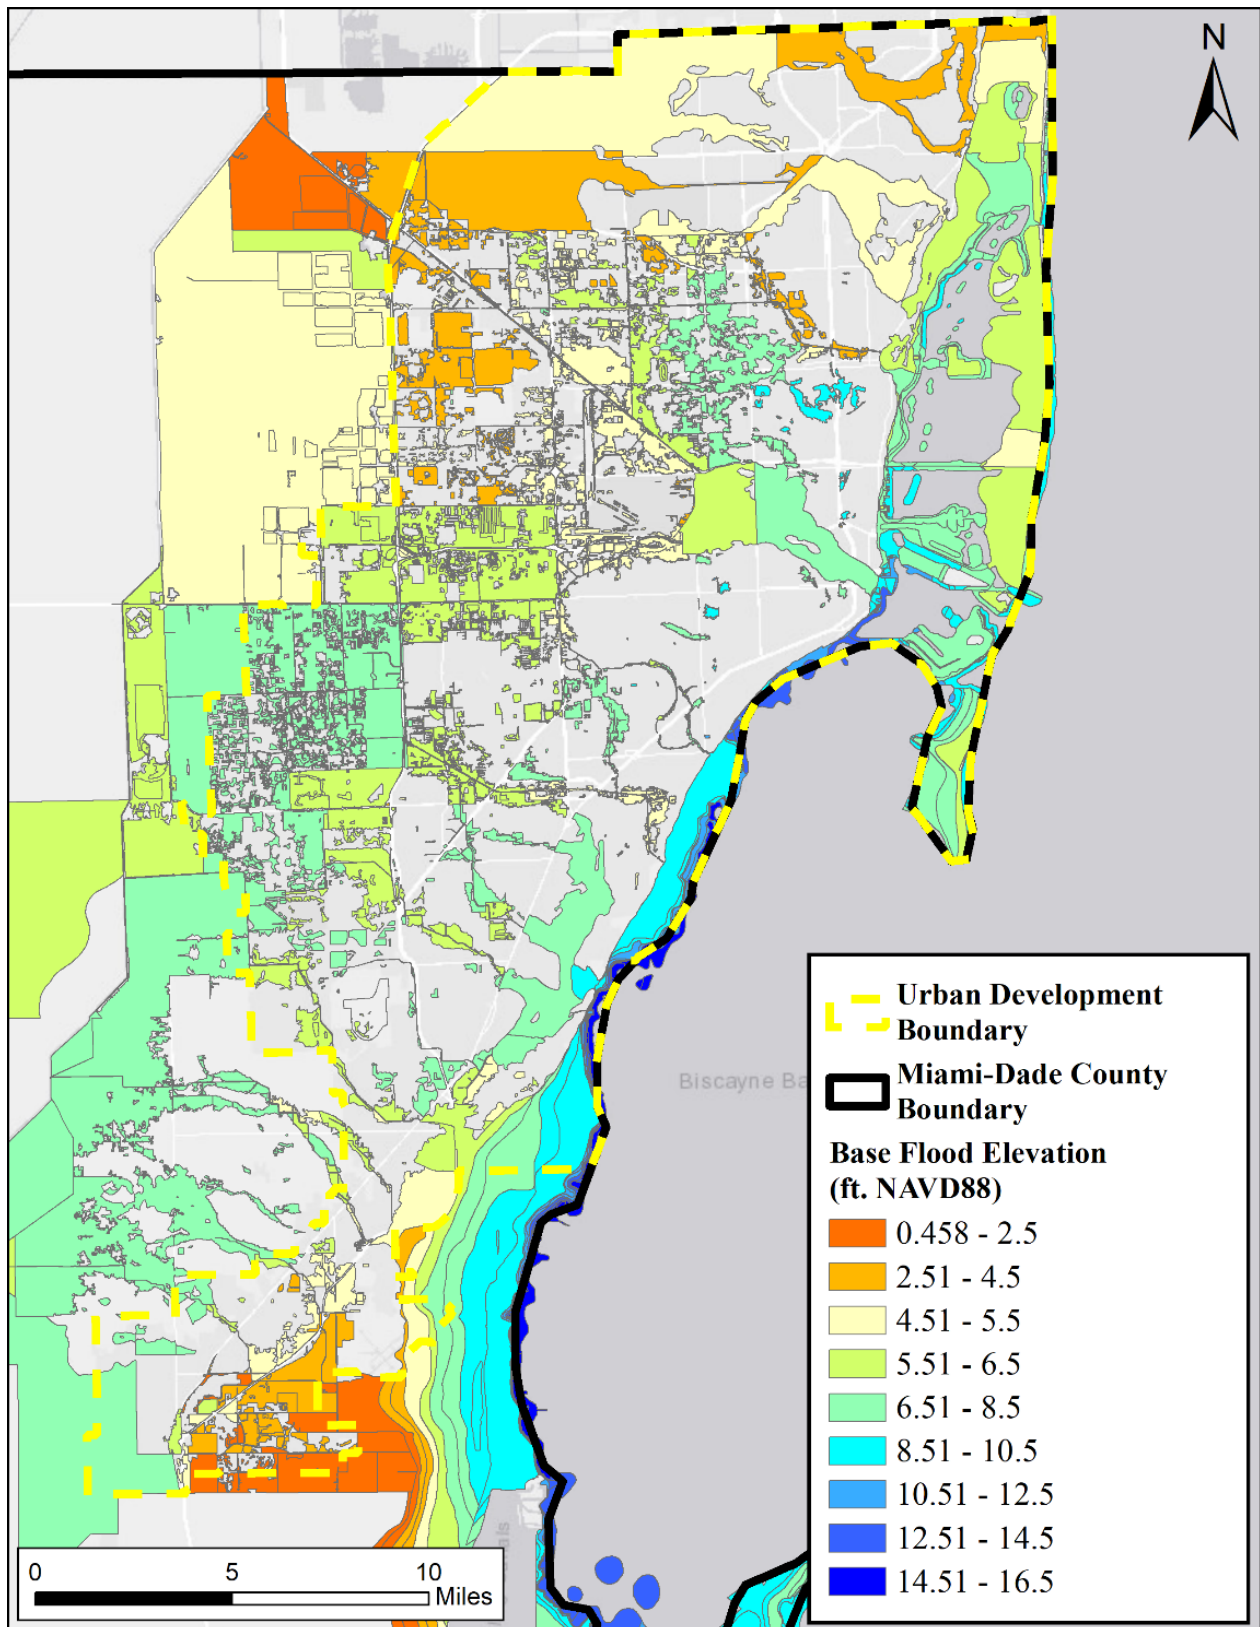 N
Biscayne Ba
Urban Development
Boundary
Miami-Dade County
Boundary
Base Flood Elevation
(ft. NAVD88)
0.458 - 2.5
2.51 - 4.5
4.51 - 5.5
5.51 - 6.5
6.51 - 8.5
8.51 - 10.5
10.51 - 12.5
12.51 - 14.5
14.51 - 16.5
0 5 10
Miles